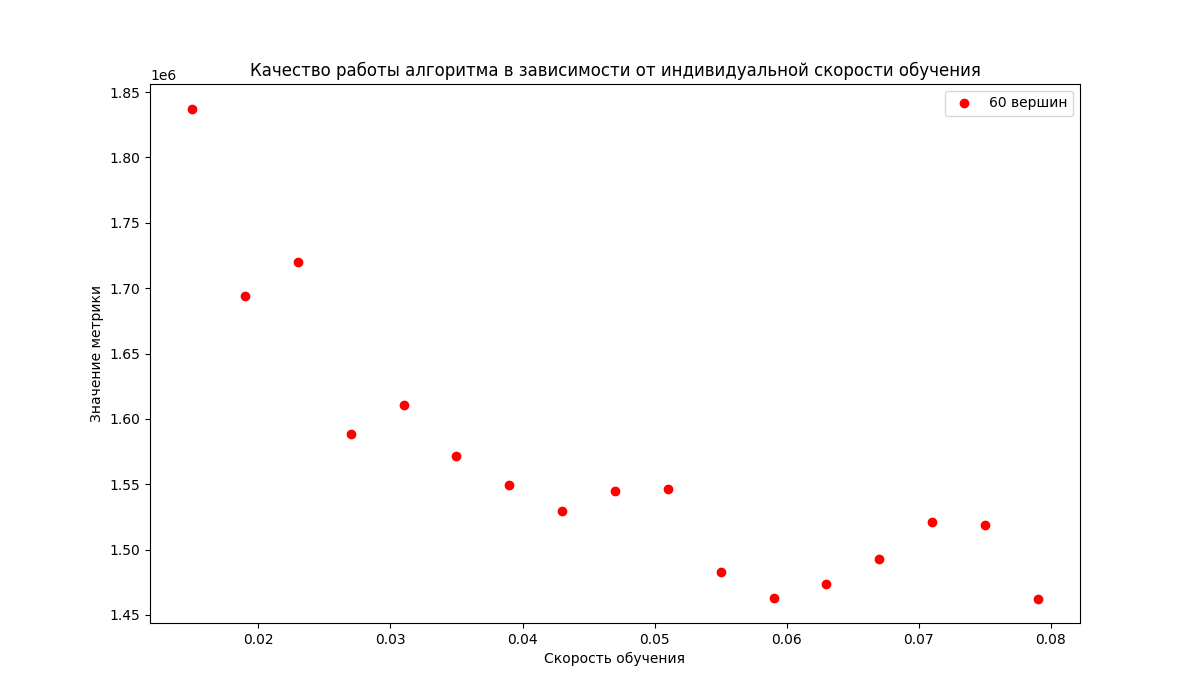 Качество работы алгоритма в зависимости от индивидуальной скорости обучения
1e6
60 вершин
1.85
1.80
1.75
1.70
1.65
1.60
1.55
1.50
1.45
Значение метрики
0.02 0.03 0.04 0.05 0.06 0.07 0.08
Скорость обучения